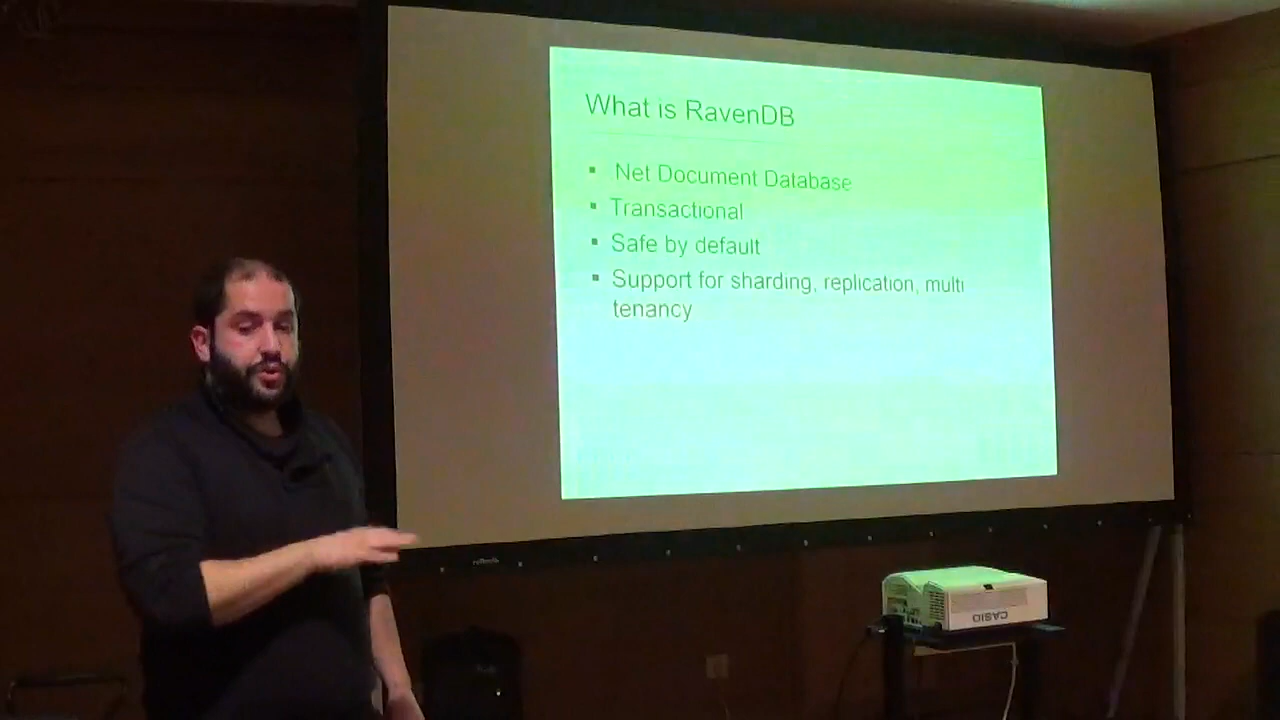 What is RavenDB
▪ Net Document Database
▪ Transactional
▪ Safe by default
▪ Support for sharding, replication, multi
tenancy
CASIO